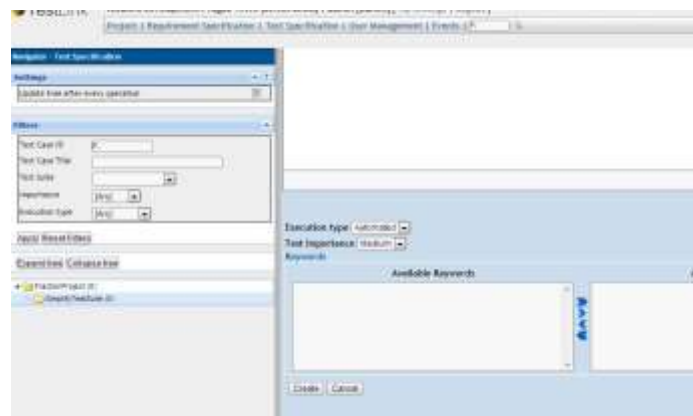 TestLink
Project | Requirement Specification | Test Specification | User Management | Events |
Navigator - Test Specification
Settings
Update tree after every operation
Filters
Test Case ID
Test Case Title
Test Suite
Importance [Any]
Execution type [Any]
Apply Reset Filters
Expand tree Collapse tree
Execution type Automated
Test importance Medium
Keywords
Available Keywords
Create Cancel